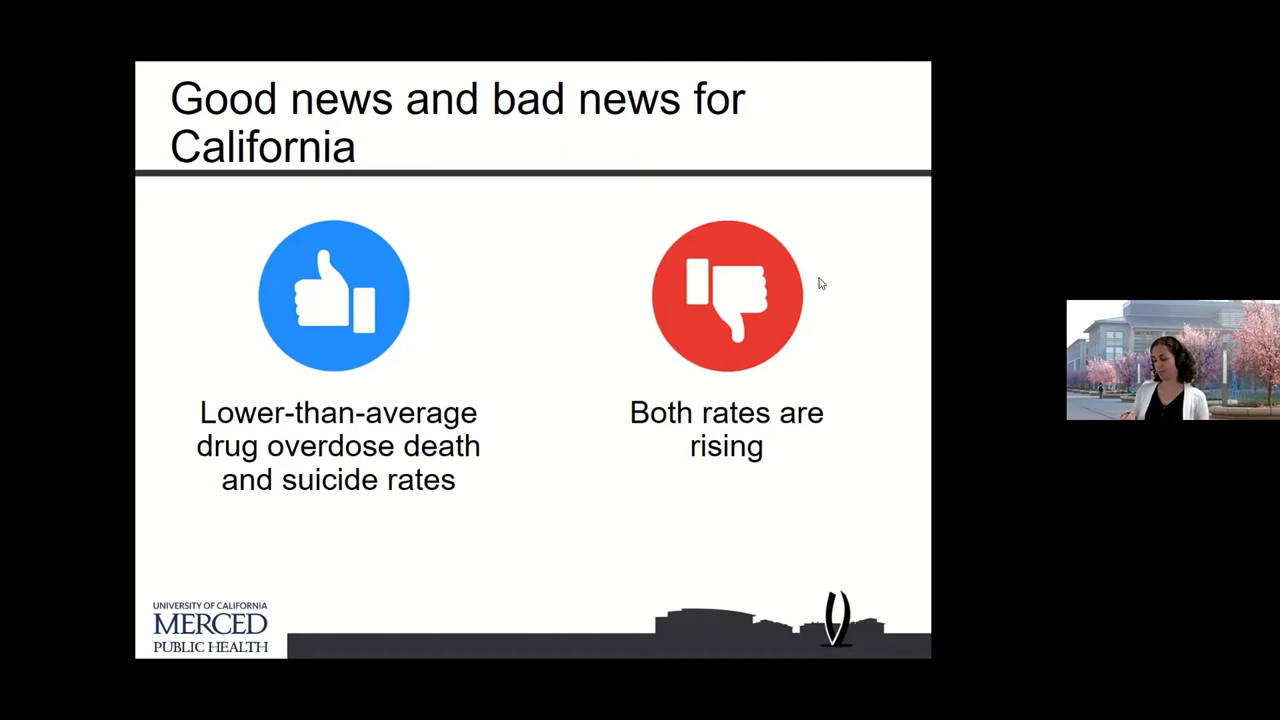 Good news and bad news for
California
Lower-than-average
drug overdose death
and suicide rates
Both rates are
rising
UNIVERSITY OF CALIFORNIA
MERCED
PUBLIC HEALTH